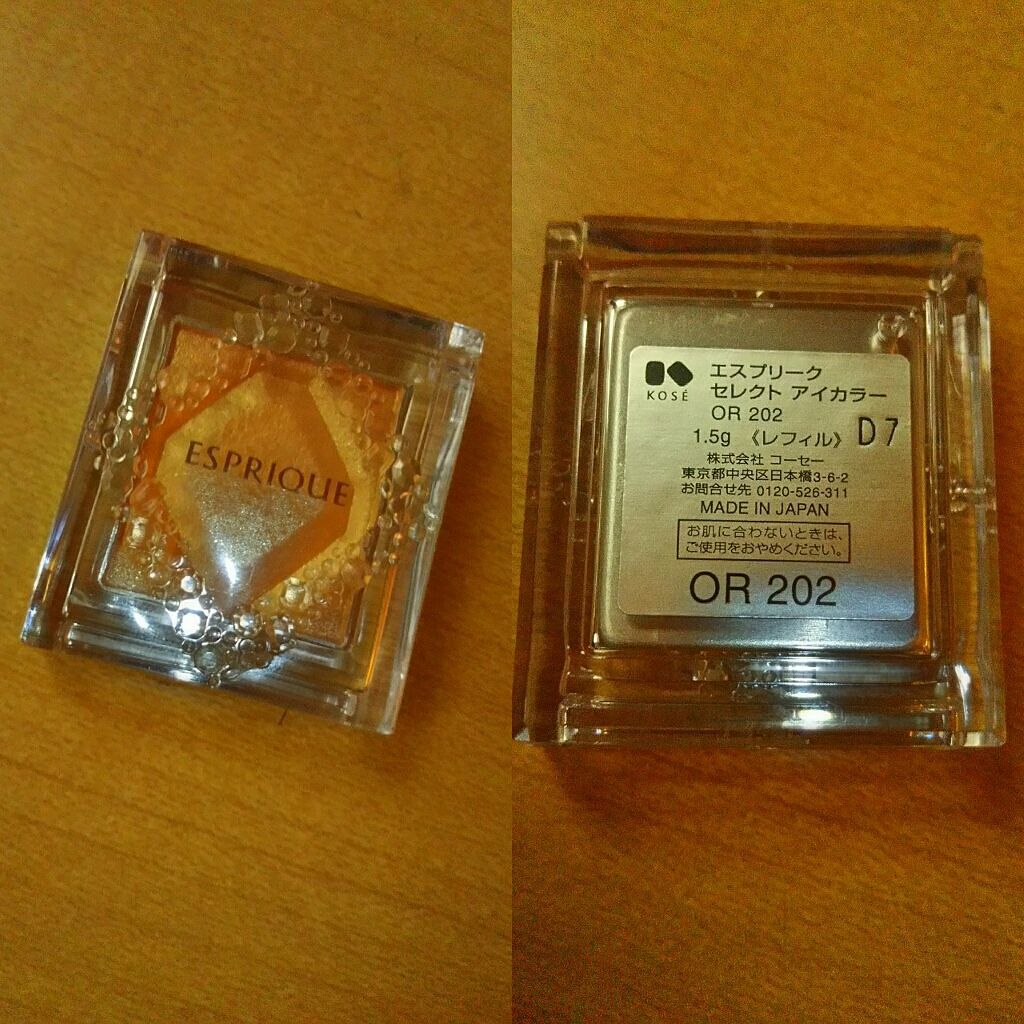 ESPRIQUE
KOSÉ
エスプリーク
セレクト アイカラー
OR 202
1.5g 《レフィル》 D7
株式会社 コーセー
東京都中央区日本橋3-6-2
お問合せ先 0120-526-311
MADE IN JAPAN
お肌に合わないときは、
ご使用をおやめください。
OR 202